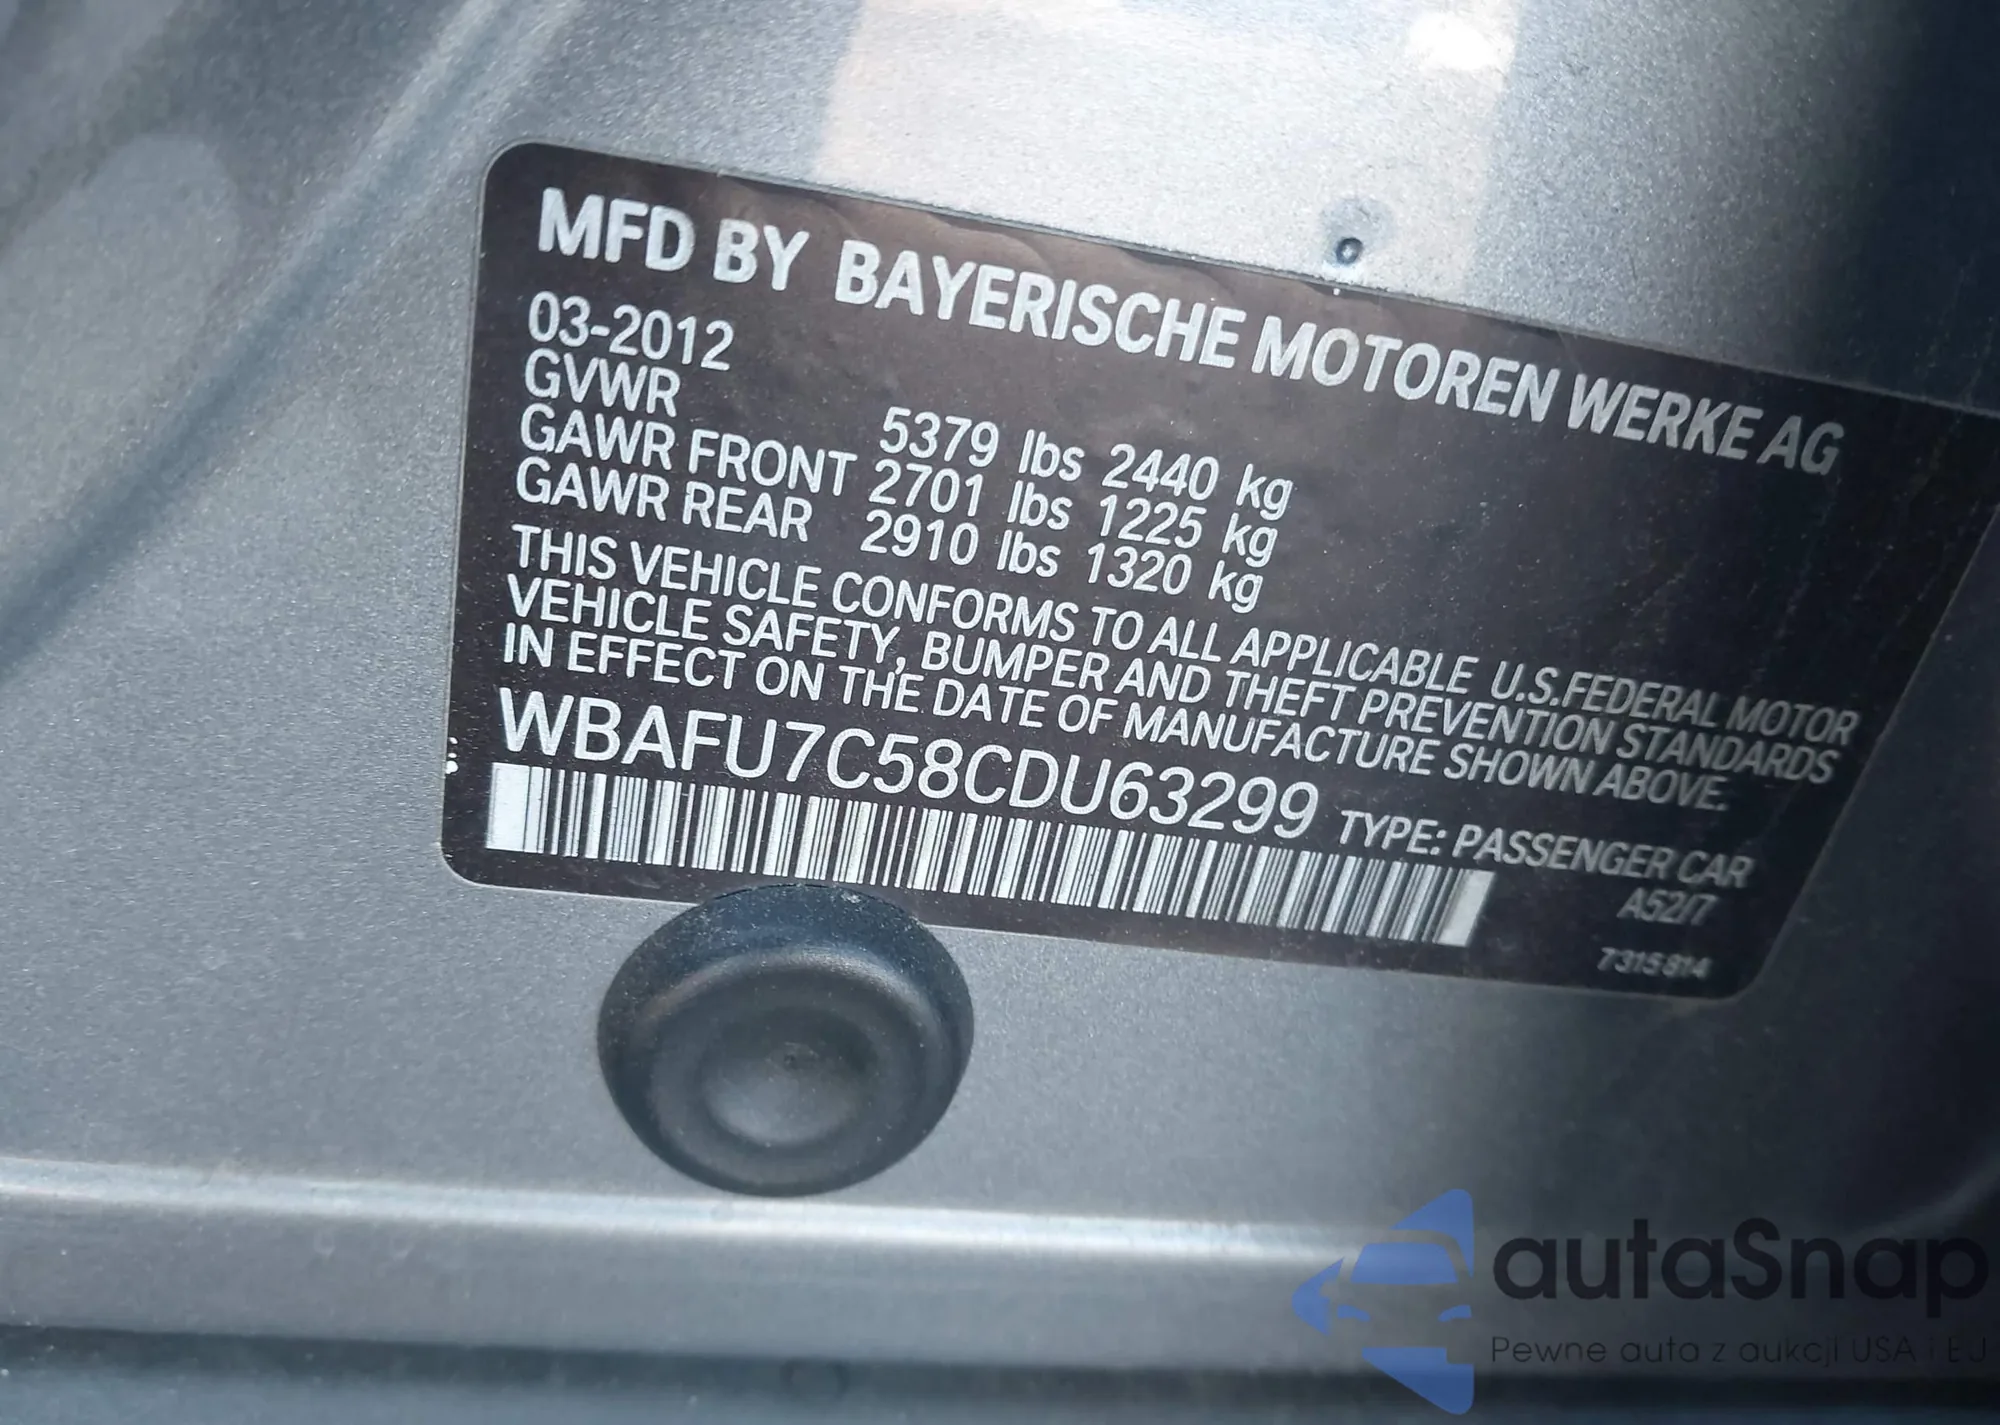 MFD BY BAYERISCHE MOTOREN WERKE AG
03-2012
GVWR 5379 lbs 2440 kg
GAWR FRONT 2701 lbs 1225 kg
GAWR REAR 2910 lbs 1320 kg
THIS VEHICLE CONFORMS TO ALL APPLICABLE U.S.FEDERAL MOTOR
VEHICLE SAFETY, BUMPER AND THEFT PREVENTION STANDARDS
IN EFFECT ON THE DATE OF MANUFACTURE SHOWN ABOVE.
WBAFU7C58CDU63299 TYPE: PASSENGER CAR
A52/7
7315814
autaSnap
Pewne auta z aukcji USA i EU